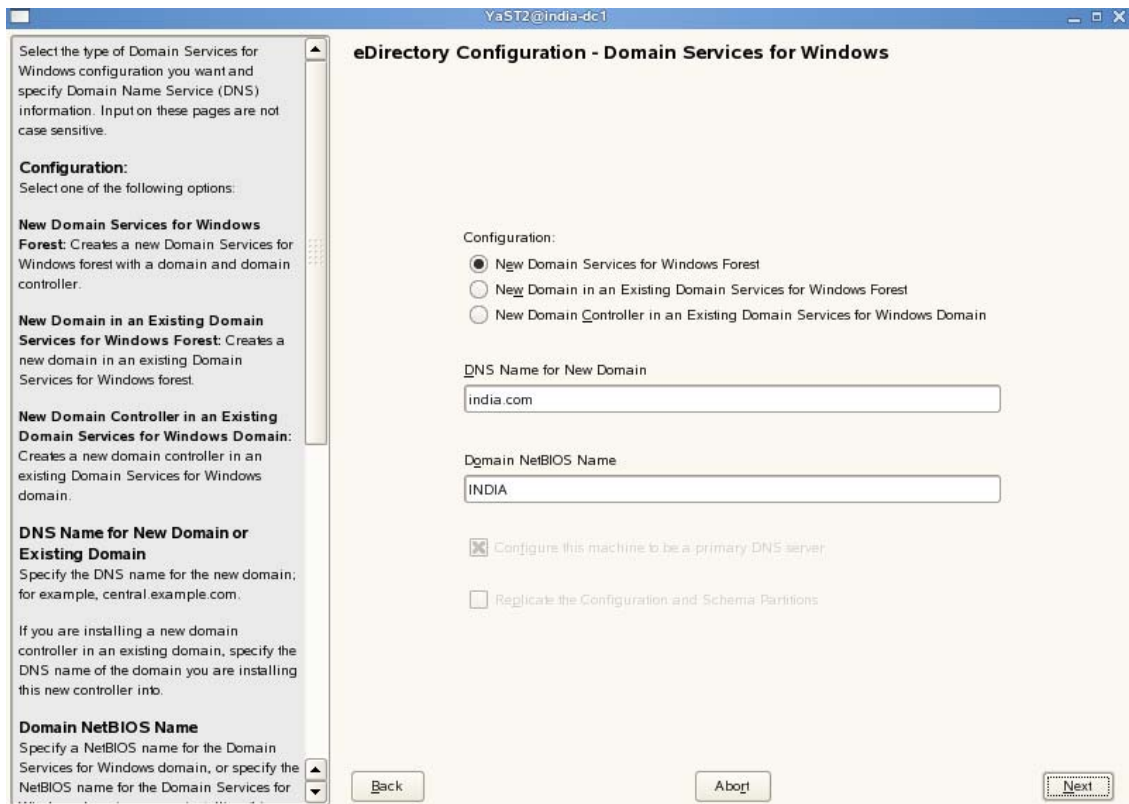 YaST2@india-dc1
Select the type of Domain Services for
Windows configuration you want and
specify Domain Name Service (DNS)
information. Input on these pages are not
case sensitive.
Configuration:
Select one of the following options:
New Domain Services for Windows
Forest: Creates a new Domain Services for
Windows forest with a domain and domain
controller.
New Domain in an Existing Domain
Services for Windows Forest: Creates a
new domain in an existing Domain
Services for Windows forest.
New Domain Controller in an Existing
Domain Services for Windows Domain:
Creates a new domain controller in an
existing Domain Services for Windows
domain.
DNS Name for New Domain or
Existing Domain
Specify the DNS name for the new domain;
for example, central.example.com.
If you are installing a new domain
controller in an existing domain, specify the
DNS name of the domain you are installing
this new controller into.
Domain NetBIOS Name
Specify a NetBIOS name for the Domain
Services for Windows domain, or specify the
NetBIOS name for the Domain Services for
eDirectory Configuration - Domain Services for Windows
Configuration:
New Domain Services for Windows Forest
New Domain in an Existing Domain Services for Windows Forest
New Domain Controller in an Existing Domain Services for Windows Domain
DNS Name for New Domain
india.com
Domain NetBIOS Name
INDIA
Configure this machine to be a primary DNS server
Replicate the Configuration and Schema Partitions
Back
Abort
Next